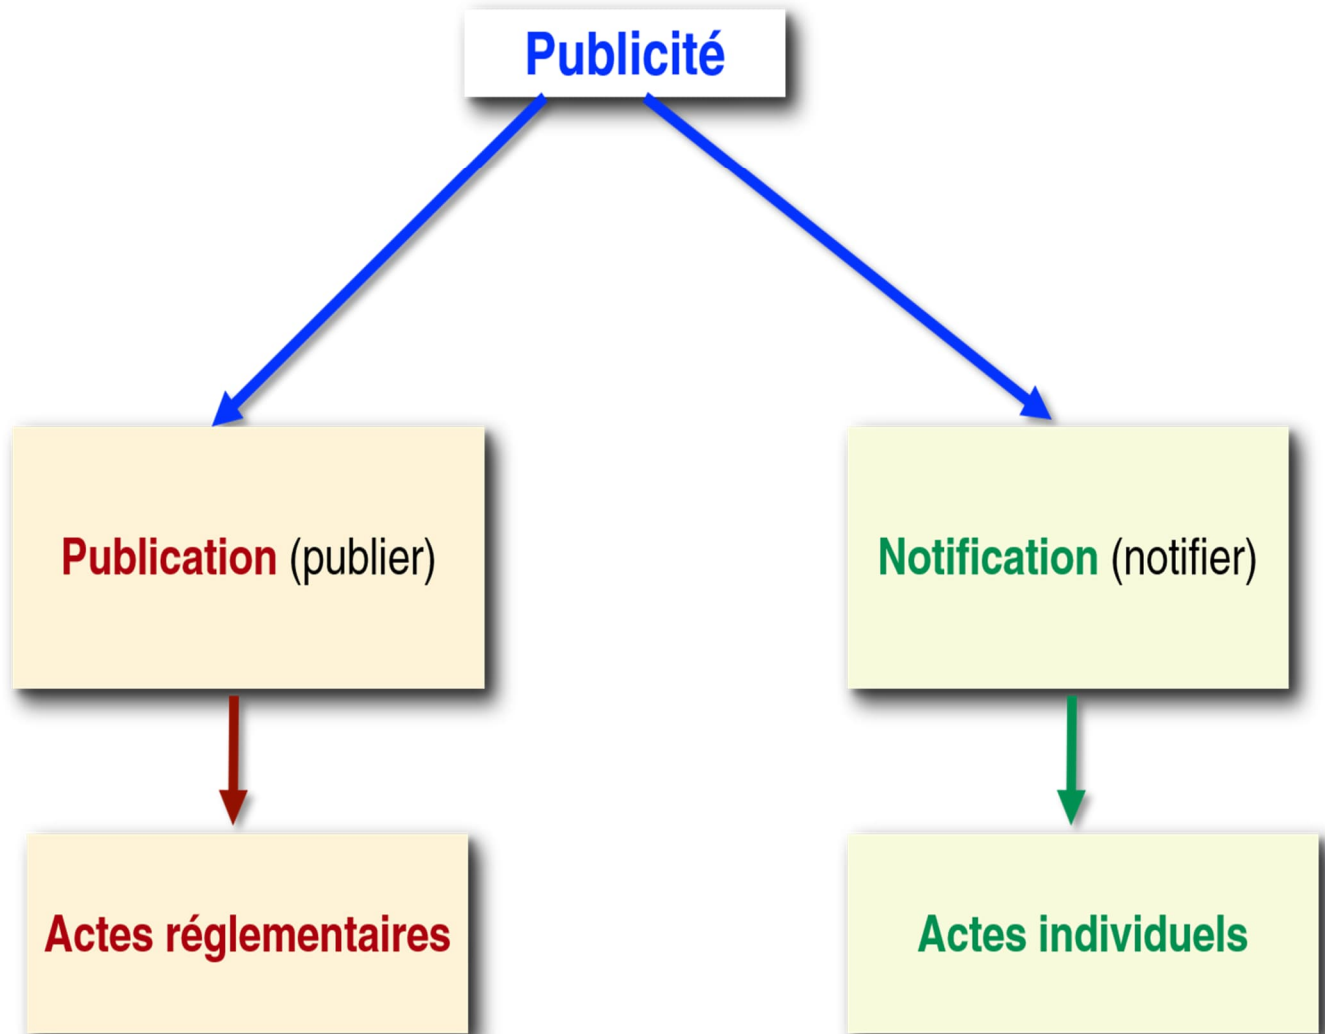 Publicité
Publication (publier)
Notification (notifier)
Actes réglementaires
Actes individuels